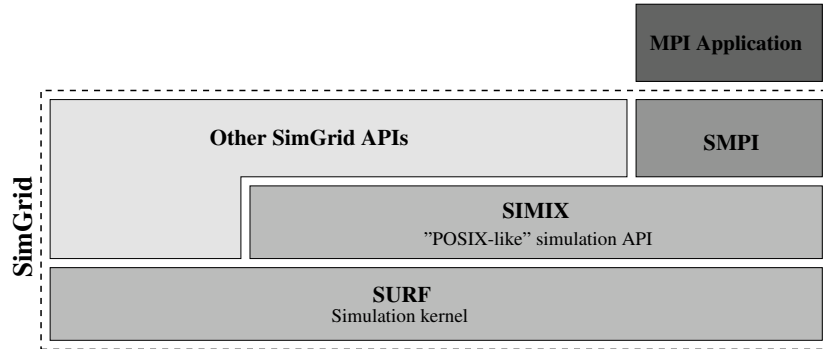 MPI Application
SimGrid
Other SimGrid APIs
SMPI
SIMIX
”POSIX-like” simulation API
SURF
Simulation kernel